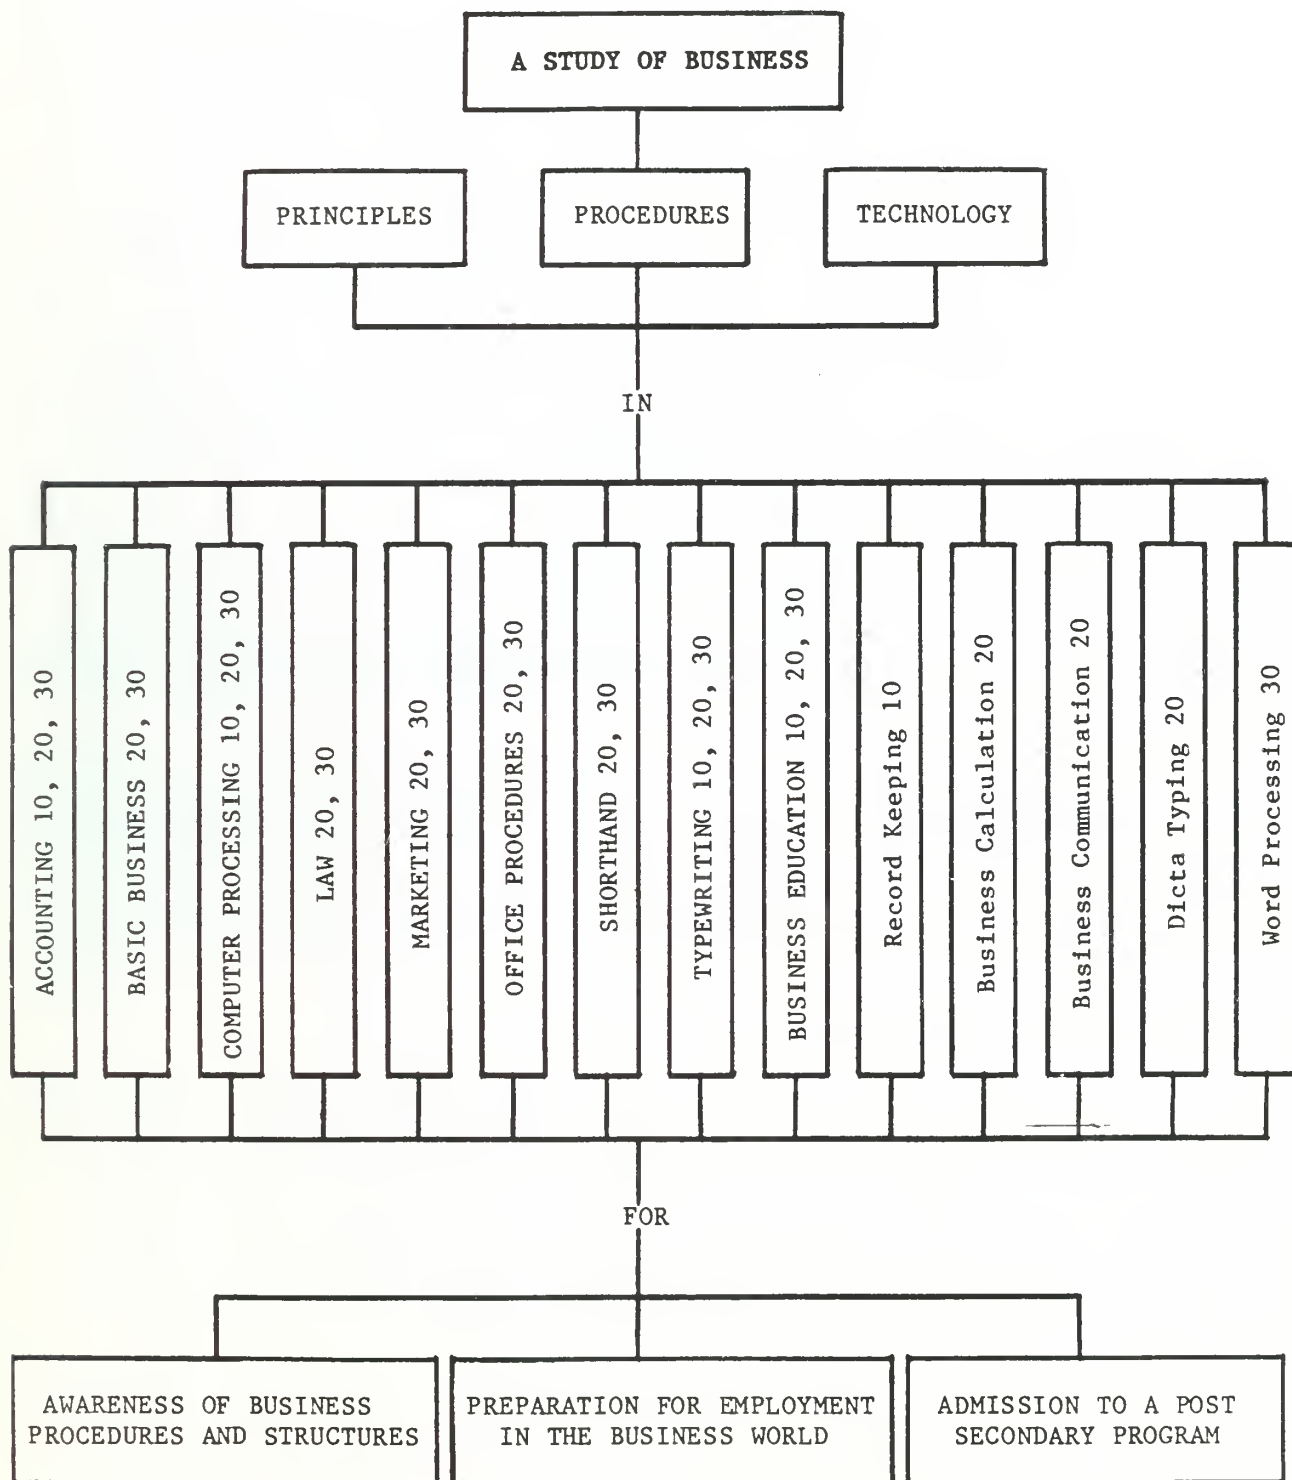 A STUDY OF BUSINESS
PRINCIPLES
PROCEDURES
TECHNOLOGY
IN
ACCOUNTING 10, 20, 30
BASIC BUSINESS 20, 30
COMPUTER PROCESSING 10, 20, 30
LAW 20, 30
MARKETING 20, 30
OFFICE PROCEDURES 20, 30
SHORTHAND 20, 30
TYPEWRITING 10, 20, 30
BUSINESS EDUCATION 10, 20, 30
Record Keeping 10
Business Calculation 20
Business Communication 20
Dicta Typing 20
Word Processing 30
FOR
AWARENESS OF BUSINESS
PROCEDURES AND STRUCTURES
PREPARATION FOR EMPLOYMENT
IN THE BUSINESS WORLD
ADMISSION TO A POST
SECONDARY PROGRAM